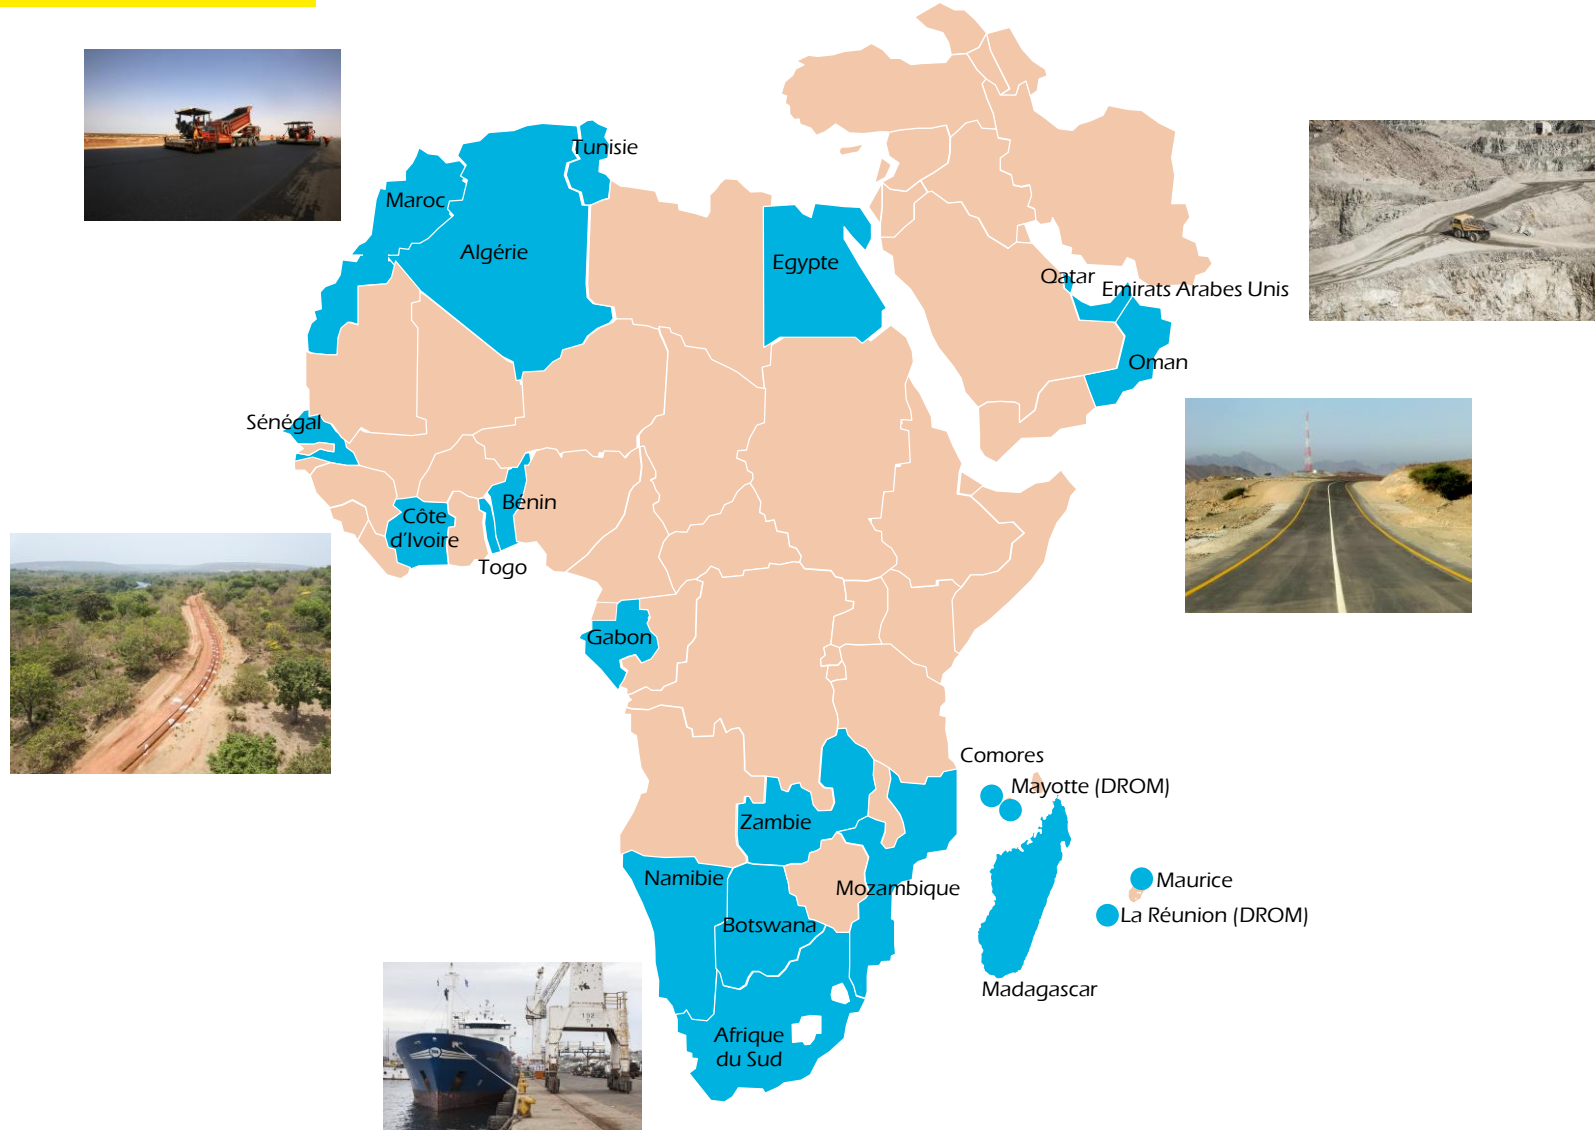 Tunisie
Maroc
Algérie
Egypte
Qatar
Emirats Arabes Unis
Oman
Sénégal
Bénin
Côte
d'Ivoire
Togo
Gabon
Comores
Mayotte (DROM)
Zambie
Namibie
Mozambique
Maurice
La Réunion (DROM)
Botswana
Madagascar
Afrique
du Sud
192